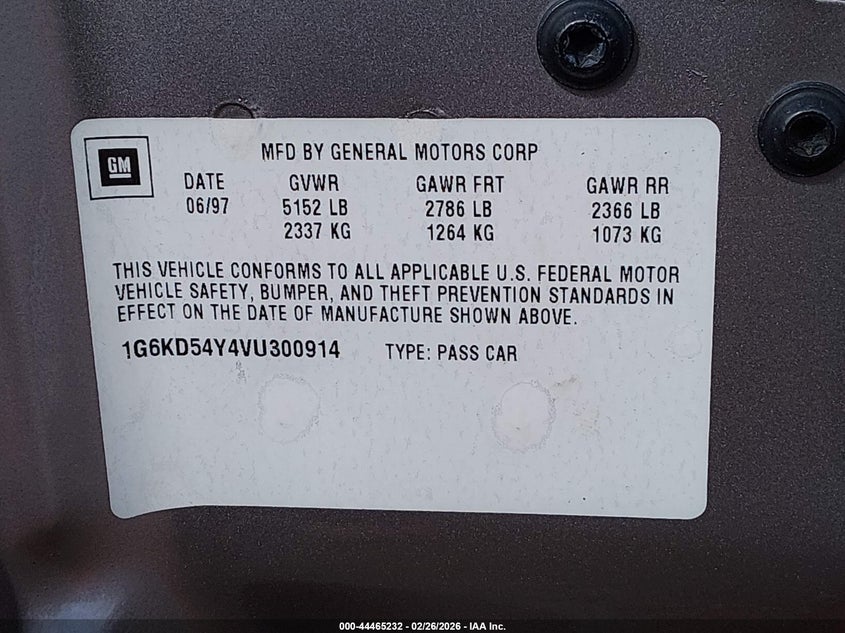 GM
MFD BY GENERAL MOTORS CORP
DATE GVWR GAWR FRT GAWR RR
06/97 5152 LB 2786 LB 2366 LB
2337 KG 1264 KG 1073 KG
THIS VEHICLE CONFORMS TO ALL APPLICABLE U.S. FEDERAL MOTOR
VEHICLE SAFETY, BUMPER, AND THEFT PREVENTION STANDARDS IN
EFFECT ON THE DATE OF MANUFACTURE SHOWN ABOVE.
1G6KD54Y4VU300914 TYPE: PASS CAR
000-44465232 - 02/26/2026 - IAA Inc.